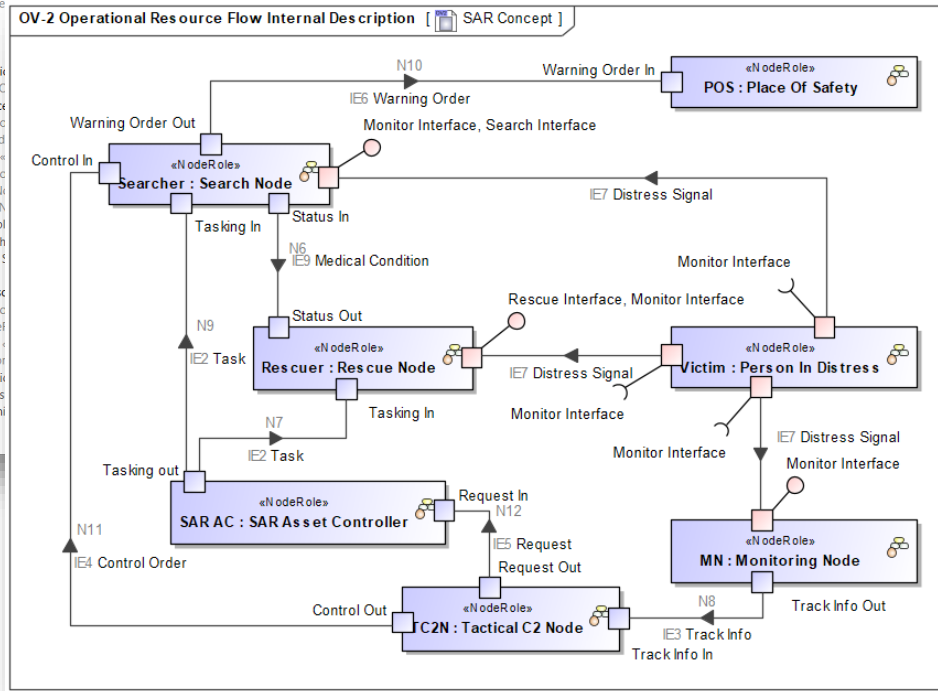 OV-2 Operational Resource Flow Internal Description [ SAR Concept ]
N10
IE6 Warning Order
Warning Order In
«NodeRole»
POS : Place Of Safety
Warning Order Out
Monitor Interface, Search Interface
Control In
«NodeRole»
Searcher : Search Node
IE7 Distress Signal
Tasking In
Status In
N6
IE9 Medical Condition
Monitor Interface
Rescue Interface, Monitor Interface
Status Out
N9
IE2 Task
«NodeRole»
Rescuer : Rescue Node
IE7 Distress Signal
«NodeRole»
Victim : Person In Distress
Monitor Interface
Tasking In
N7
IE2 Task
Monitor Interface
IE7 Distress Signal
Monitor Interface
Tasking out
«NodeRole»
SAR AC : SAR Asset Controller
Request In
N12
IE5 Request
Request Out
N11
IE4 Control Order
«NodeRole»
MN : Monitoring Node
Control Out
«NodeRole»
TC2N : Tactical C2 Node
N8
IE3 Track Info
Track Info Out
Track Info In